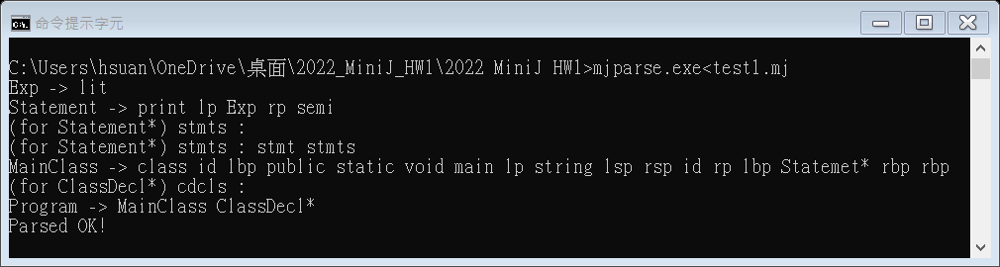 命令提示字元
C:\Users\hsuan\OneDrive\桌面\2022_MiniJ_HW1\2022 MiniJ HW1>mjparse.exe<test1.mj
Exp -> lit
Statement -> print lp Exp rp semi
(for Statement*) stmts :
(for Statement*) stmts : stmt stmts
MainClass -> class id lbp public static void main lp string lsp rsp id rp lbp Statemet* rbp rbp
(for ClassDecl*) cdcls :
Program -> MainClass ClassDecl*
Parsed OK!